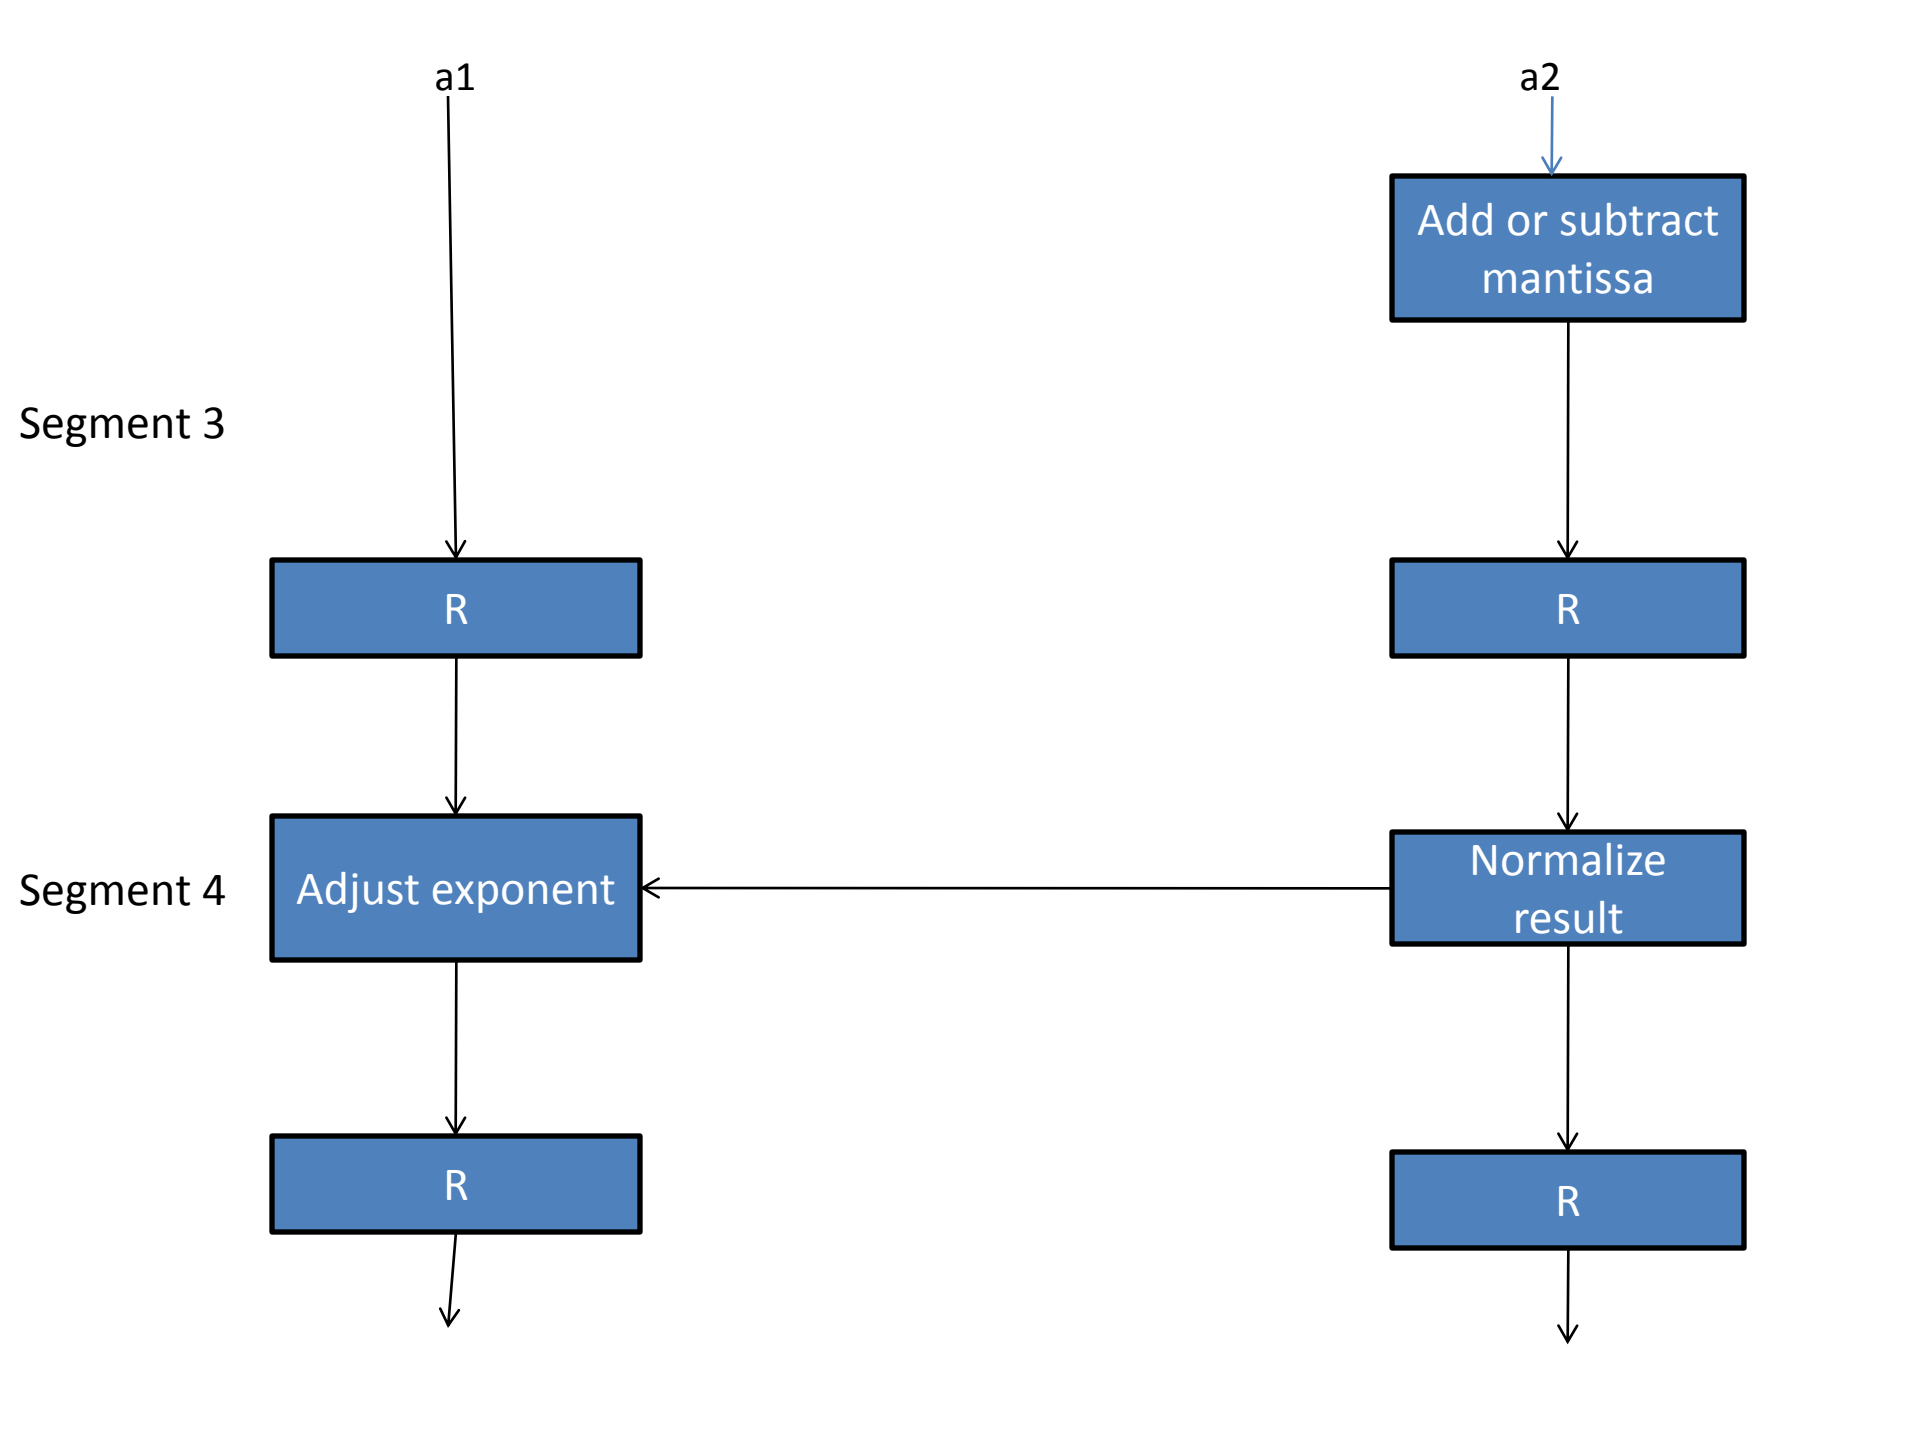 a1
a2
Add or subtract
mantissa
Segment 3
R
R
Segment 4
Adjust exponent
Normalize
result
R
R